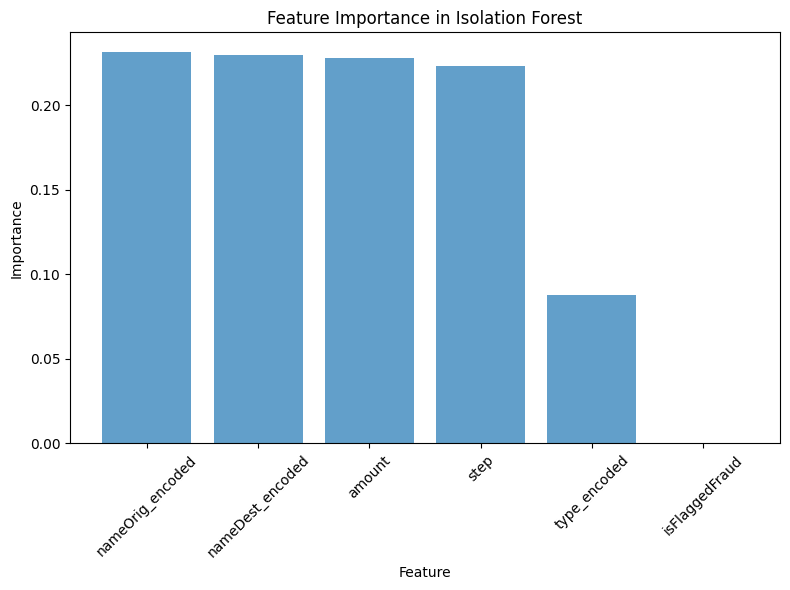 Feature Importance in Isolation Forest
Importance
0.20
0.15
0.10
0.05
0.00
nameOrig_encoded
nameDest_encoded
amount
step
type_encoded
isFlaggedFraud
Feature